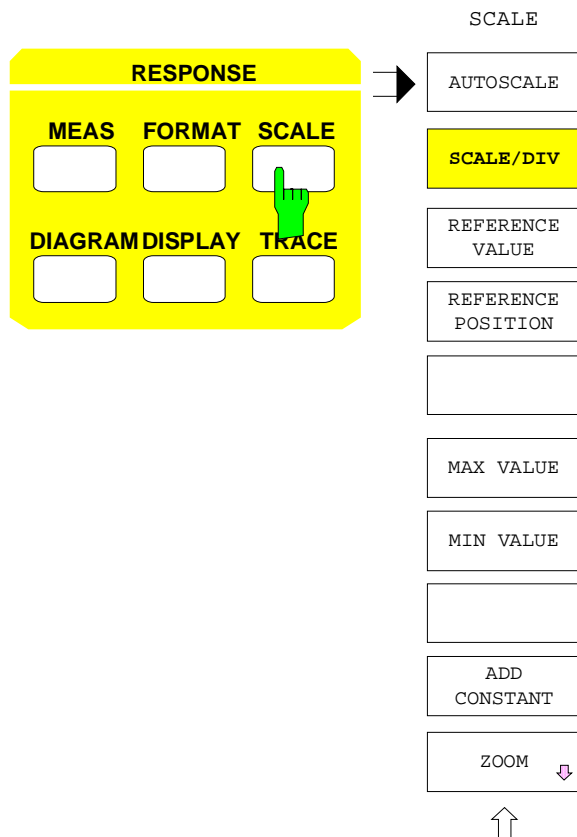 SCALE
RESPONSE
AUTOSCALE
MEAS FORMAT SCALE
SCALE/DIV
DIAGRAM DISPLAY TRACE
REFERENCE
VALUE
REFERENCE
POSITION
MAX VALUE
MIN VALUE
ADD
CONSTANT
ZOOM